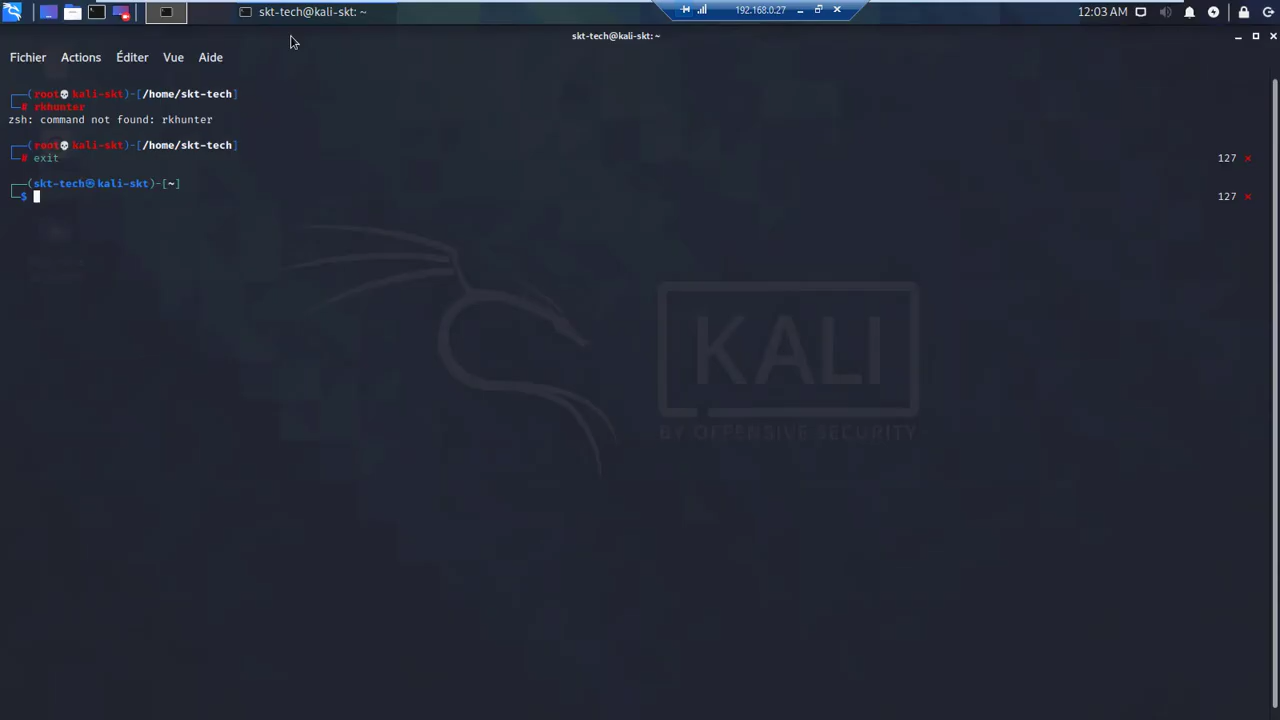 skt-tech@kali-skt: ~
192.168.0.27
12:03 AM
skt-tech@kali-skt: ~
Fichier Actions Éditer Vue Aide
┌──(root💀kali-skt)-[/home/skt-tech]
└─# rkhunter
zsh: command not found: rkhunter
┌──(root💀kali-skt)-[/home/skt-tech]
└─# exit 127 ⨯
┌──(skt-tech㉿kali-skt)-[~]
└─$ 127 ⨯
KALI
BY OFFENSIVE SECURITY